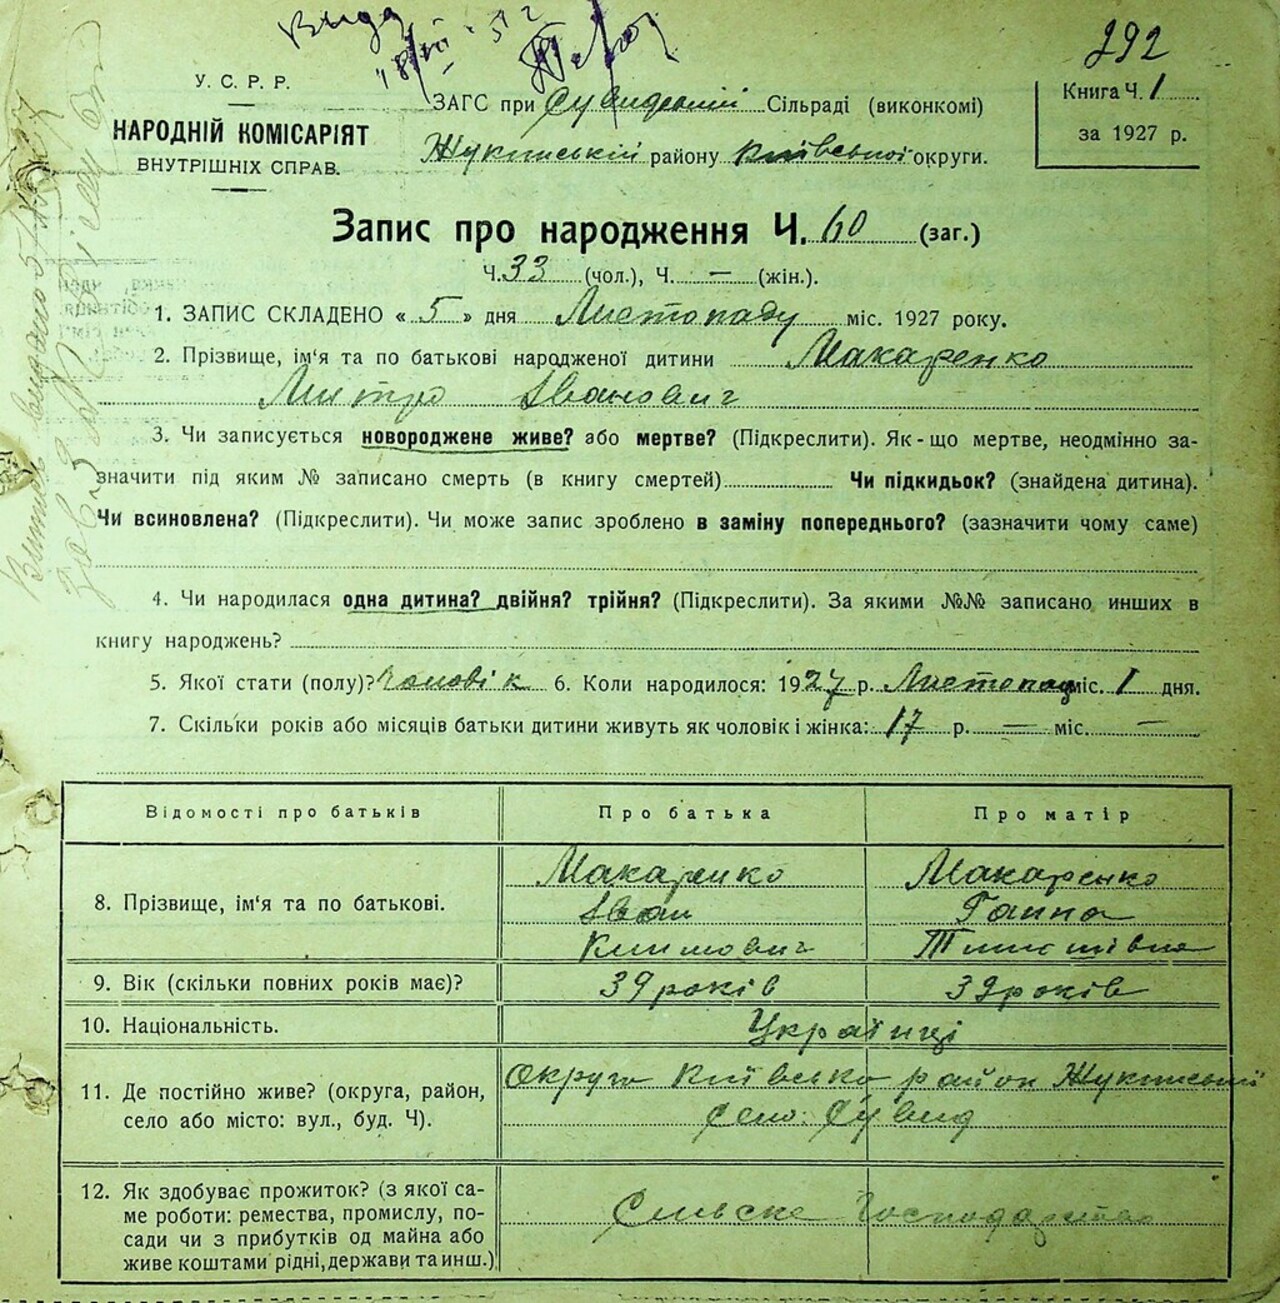 292
У. С. Р. Р.
НАРОДНІЙ КОМІСАРІЯТ
ВНУТРІШНІХ СПРАВ.
ЗАГС при Сувидській Сільраді (виконкомі)
Жукинській району Київської округи.
Книга Ч. 1
за 1927 р.
Запис про народження Ч. 60 (заг.)
Ч. 33 (чол.), Ч. — (жін.).
1. ЗАПИС СКЛАДЕНО « 5 » дня Листопаду міс. 1927 року.
2. Прізвище, ім'я та по батькові народженої дитини Макаренко
Митро Іванович
3. Чи записується новороджене живе? або мертве? (Підкреслити). Як-що мертве, неодмінно за-
значити під яким № записано смерть (в книгу смертей) Чи підкидьок? (знайдена дитина).
Чи всиновлена? (Підкреслити). Чи може запис зроблено в заміну попереднього? (зазначити чому саме)
4. Чи народилася одна дитина? двійня? трійня? (Підкреслити). За якими №№ записано инших в
книгу народжень?
5. Якої стати (полу)? Чоловік 6. Коли народилося: 1927 р. Листопад міс. 1 дня.
7. Скільки років або місяців батьки дитини живуть як чоловік і жінка: 17 р. — міс. —
Відомості про батьків Про батька Про матір
8. Прізвище, ім'я та по батькові.
Макаренко Макаренко
Іван Ганна
Климович
9. Вік (скільки повних років має)? 39 років 39 років
10. Національність. Українці
11. Де постійно живе? (округа, район,
село або місто: вул., буд. Ч).
Округа Київсько район Жукинський
село Сувид
12. Як здобуває прожиток? (з якої са-
ме роботи: ремества, промислу, по-
сади чи з прибутків од майна або
живе коштами рідні, держави та инш.)
Сильске Господарство